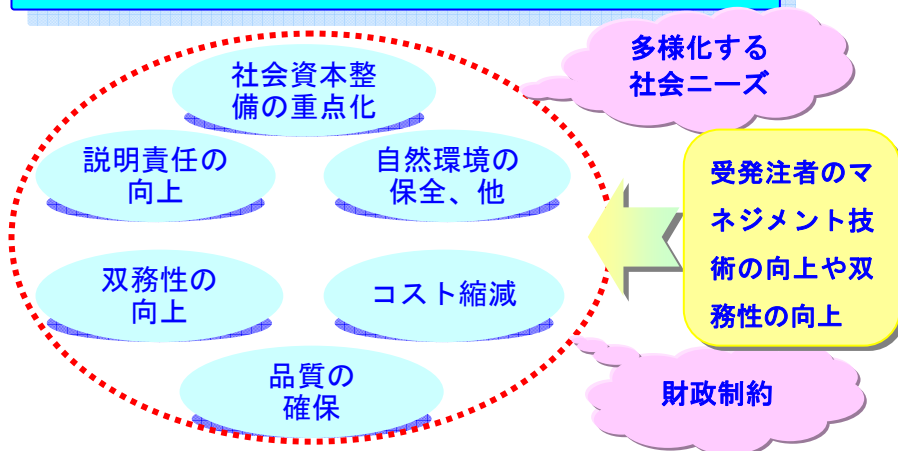 社会資本整
備の重点化
説明責任の
向上
自然環境の
保全、他
双務性の
向上
コスト縮減
品質の
確保
多様化する
社会ニーズ
受発注者のマ
ネジメント技
術の向上や双
務性の向上
財政制約